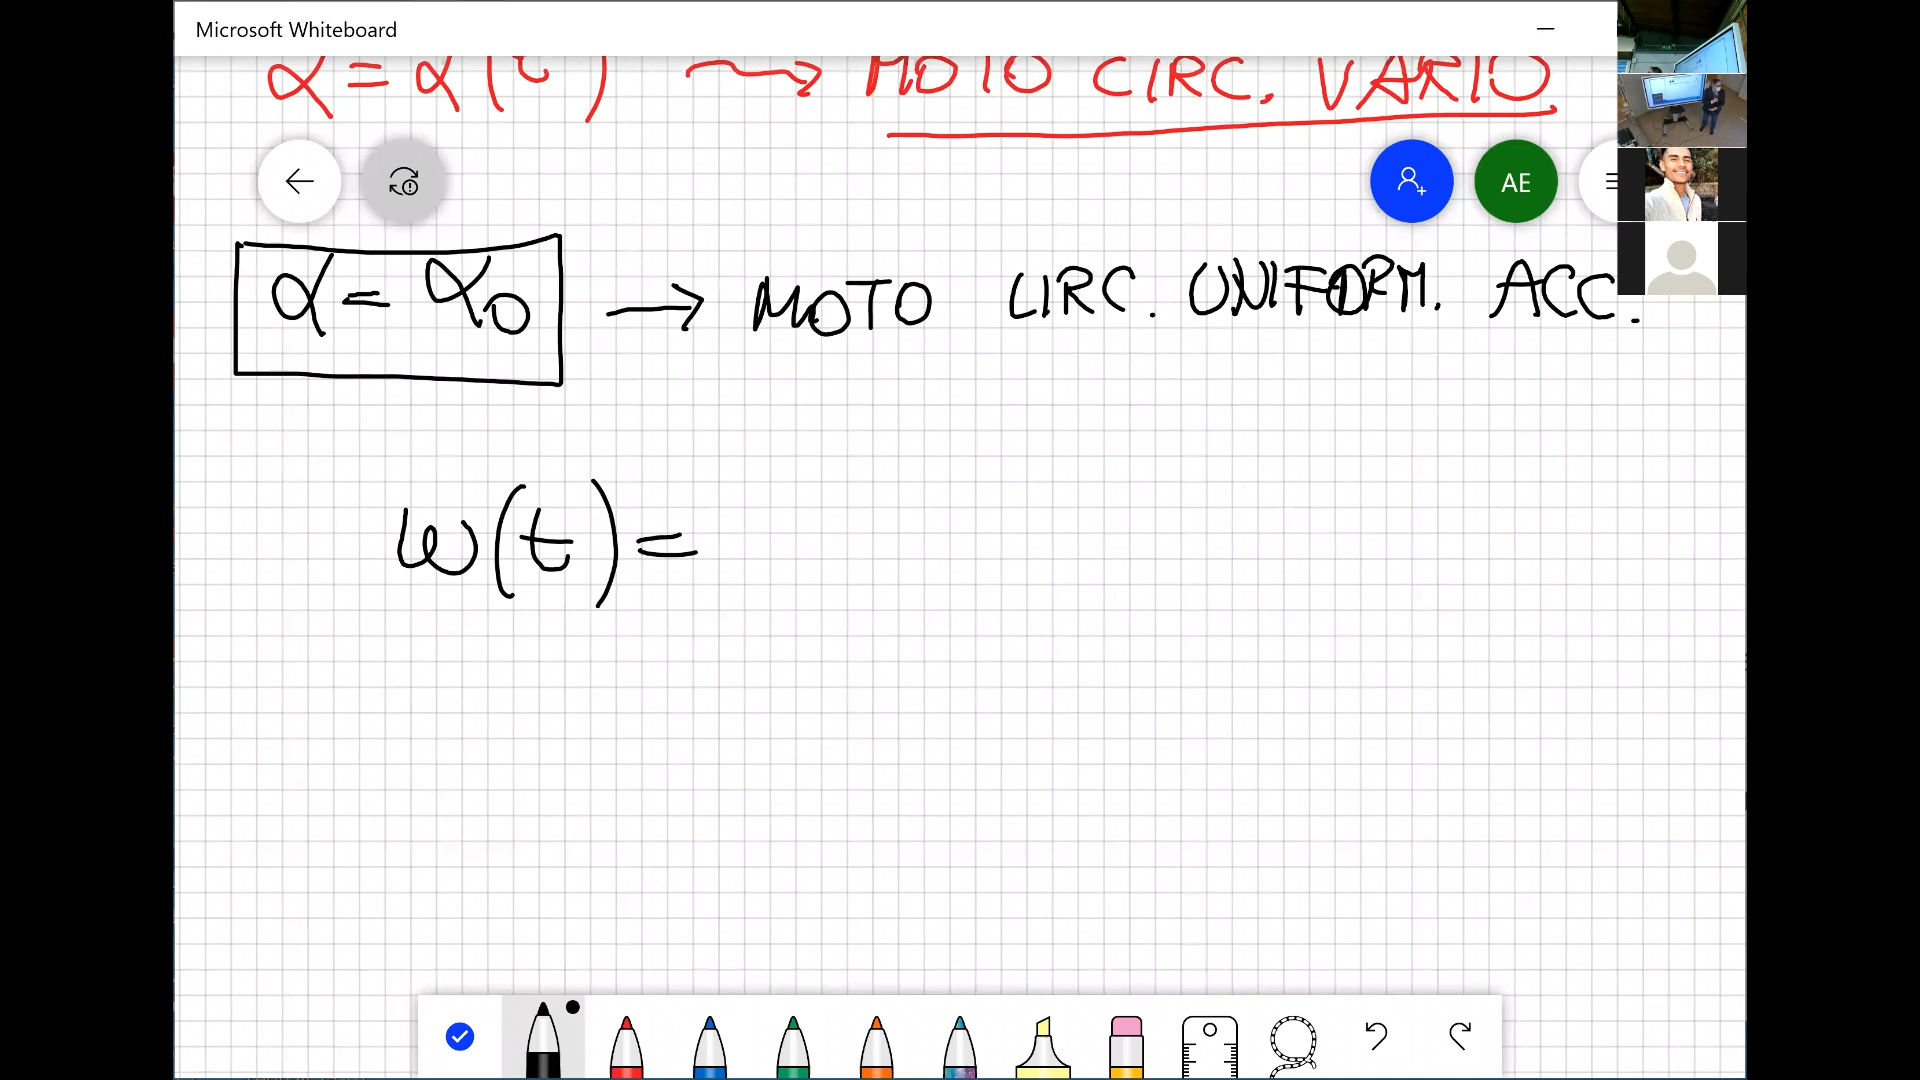 Microsoft Whiteboard
α = α(t) → MOTO CIRC. VARIO.
AE
α = α₀ → MOTO CIRC. UNIFORM. ACC.
ω(t) =